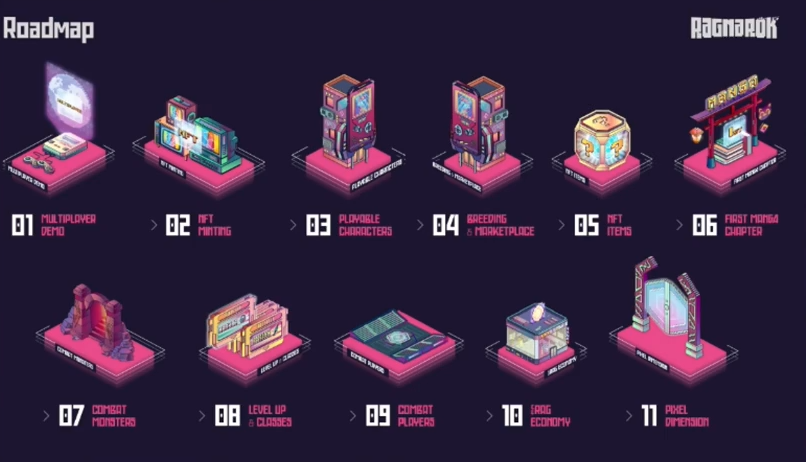 Roadmap
RAGNARÖK
NFT
MANGA
MULTIPLAYER DEMO
NFT MINTING
PLAYABLE CHARACTERS
BREEDING & MARKETPLACE
NFT ITEMS
FIRST MANGA CHAPTER
01 MULTIPLAYER
DEMO
02 NFT
MINTING
03 PLAYABLE
CHARACTERS
04 BREEDING
& MARKETPLACE
05 NFT
ITEMS
06 FIRST MANGA
CHAPTER
COMBAT MONSTERS
LEVEL UP & CLASSES
COMBAT PLAYERS
$RAG ECONOMY
PIXEL DIMENSION
07 COMBAT
MONSTERS
08 LEVEL UP
& CLASSES
09 COMBAT
PLAYERS
10 $RAG
ECONOMY
11 PIXEL
DIMENSION